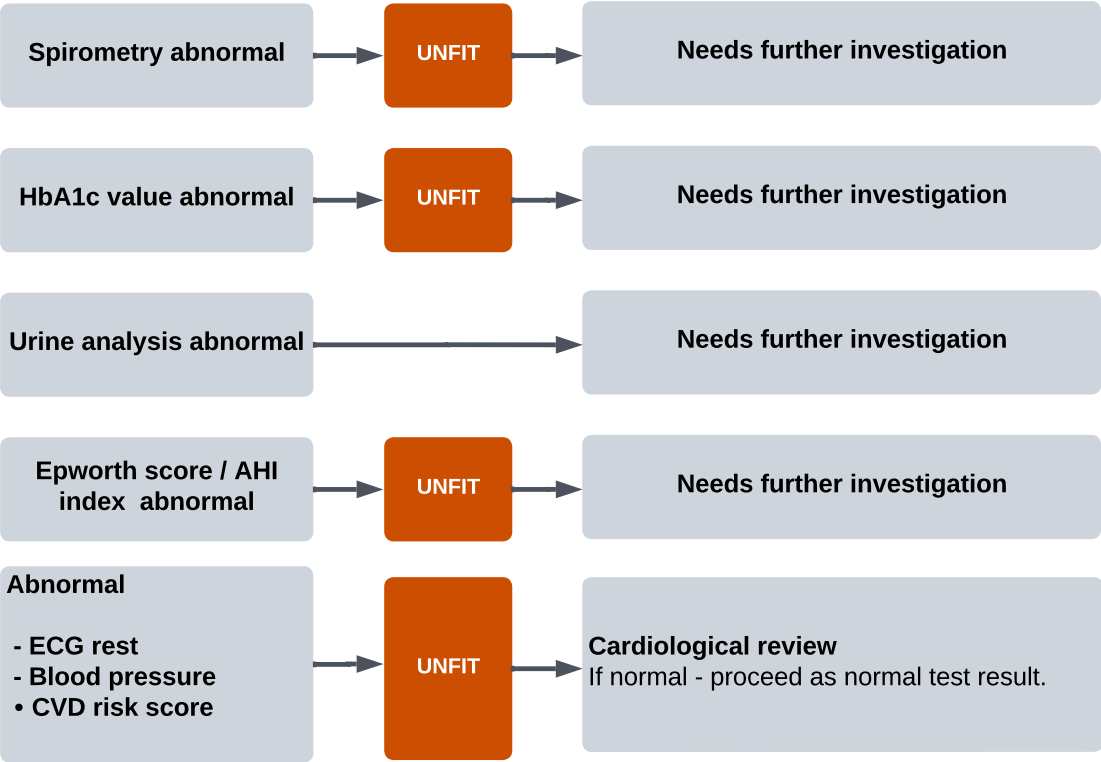 Spirometry abnormal
UNFIT
Needs further investigation
HbA1c value abnormal
UNFIT
Needs further investigation
Urine analysis abnormal
Needs further investigation
Epworth score / AHI
index  abnormal
UNFIT
Needs further investigation
Abnormal
- ECG rest
- Blood pressure
• CVD risk score
UNFIT
Cardiological review
If normal - proceed as normal test result.